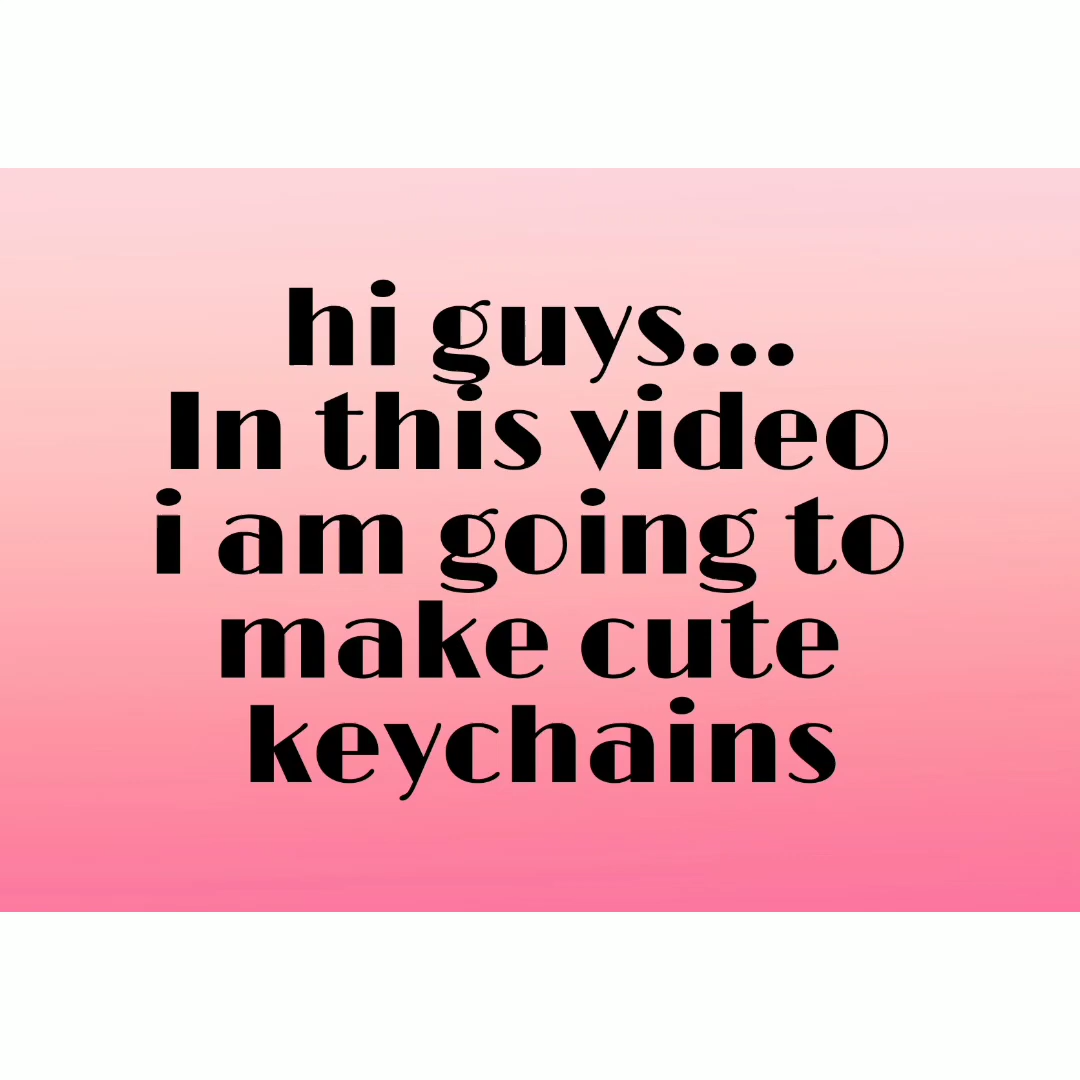 hi guys...
In this video
i am going to
make cute
keychains